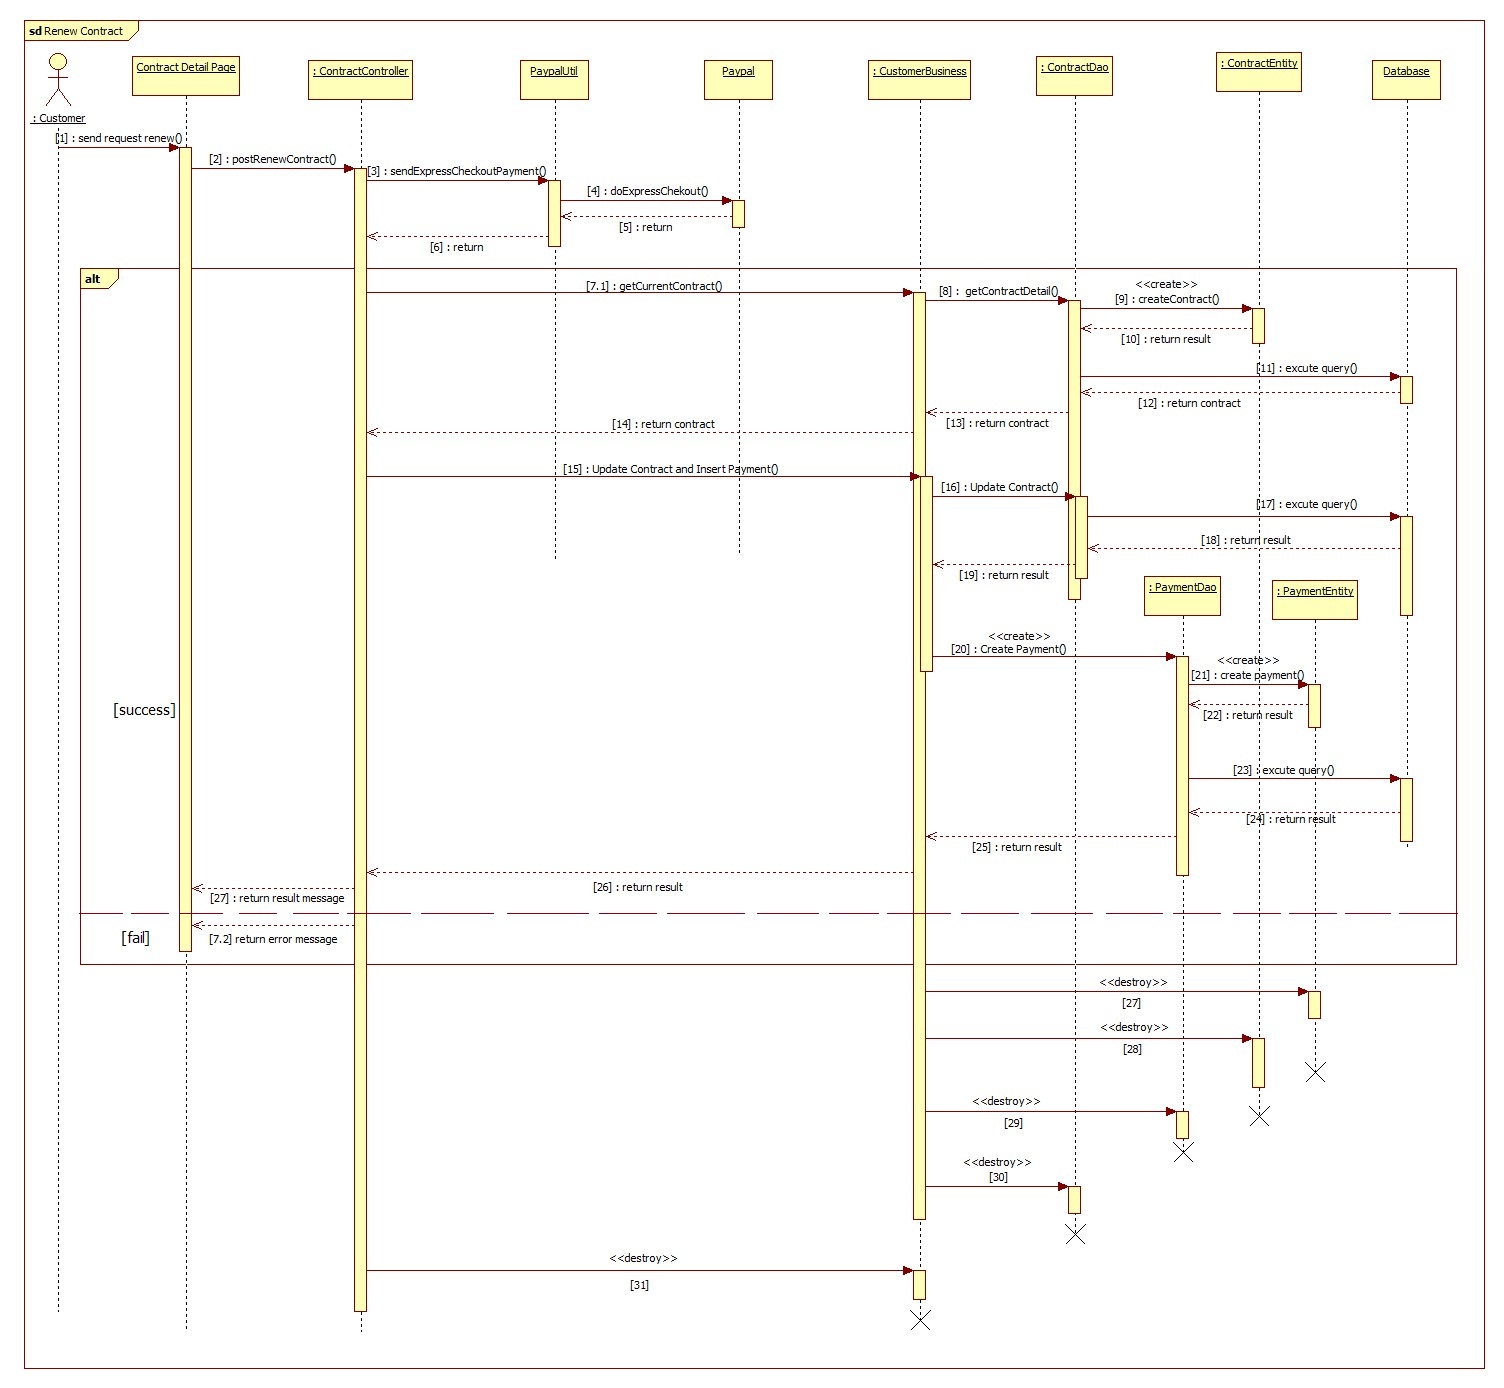 sd Renew Contract
: Customer
Contract Detail Page
: ContractController
PaypalUtil
Paypal
: CustomerBusiness
: ContractDao
: ContractEntity
Database
[1] : send request renew()
[2] : postRenewContract()
[3] : sendExpressCheckoutPayment()
[4] : doExpressChekout()
[5] : return
[6] : return
alt
[7.1] : getCurrentContract()
[8] : getContractDetail()
<<create>>
[9] : createContract()
[10] : return result
[11] : excute query()
[12] : return contract
[13] : return contract
[14] : return contract
[15] : Update Contract and Insert Payment()
[16] : Update Contract()
[17] : excute query()
[18] : return result
[19] : return result
: PaymentDao
: PaymentEntity
<<create>>
[20] : Create Payment()
<<create>>
[21] : create payment()
[22] : return result
[success]
[23] : excute query()
[24] : return result
[25] : return result
[26] : return result
[27] : return result message
[fail]
[7.2] return error message
<<destroy>>
[27]
<<destroy>>
[28]
<<destroy>>
[29]
<<destroy>>
[30]
<<destroy>>
[31]